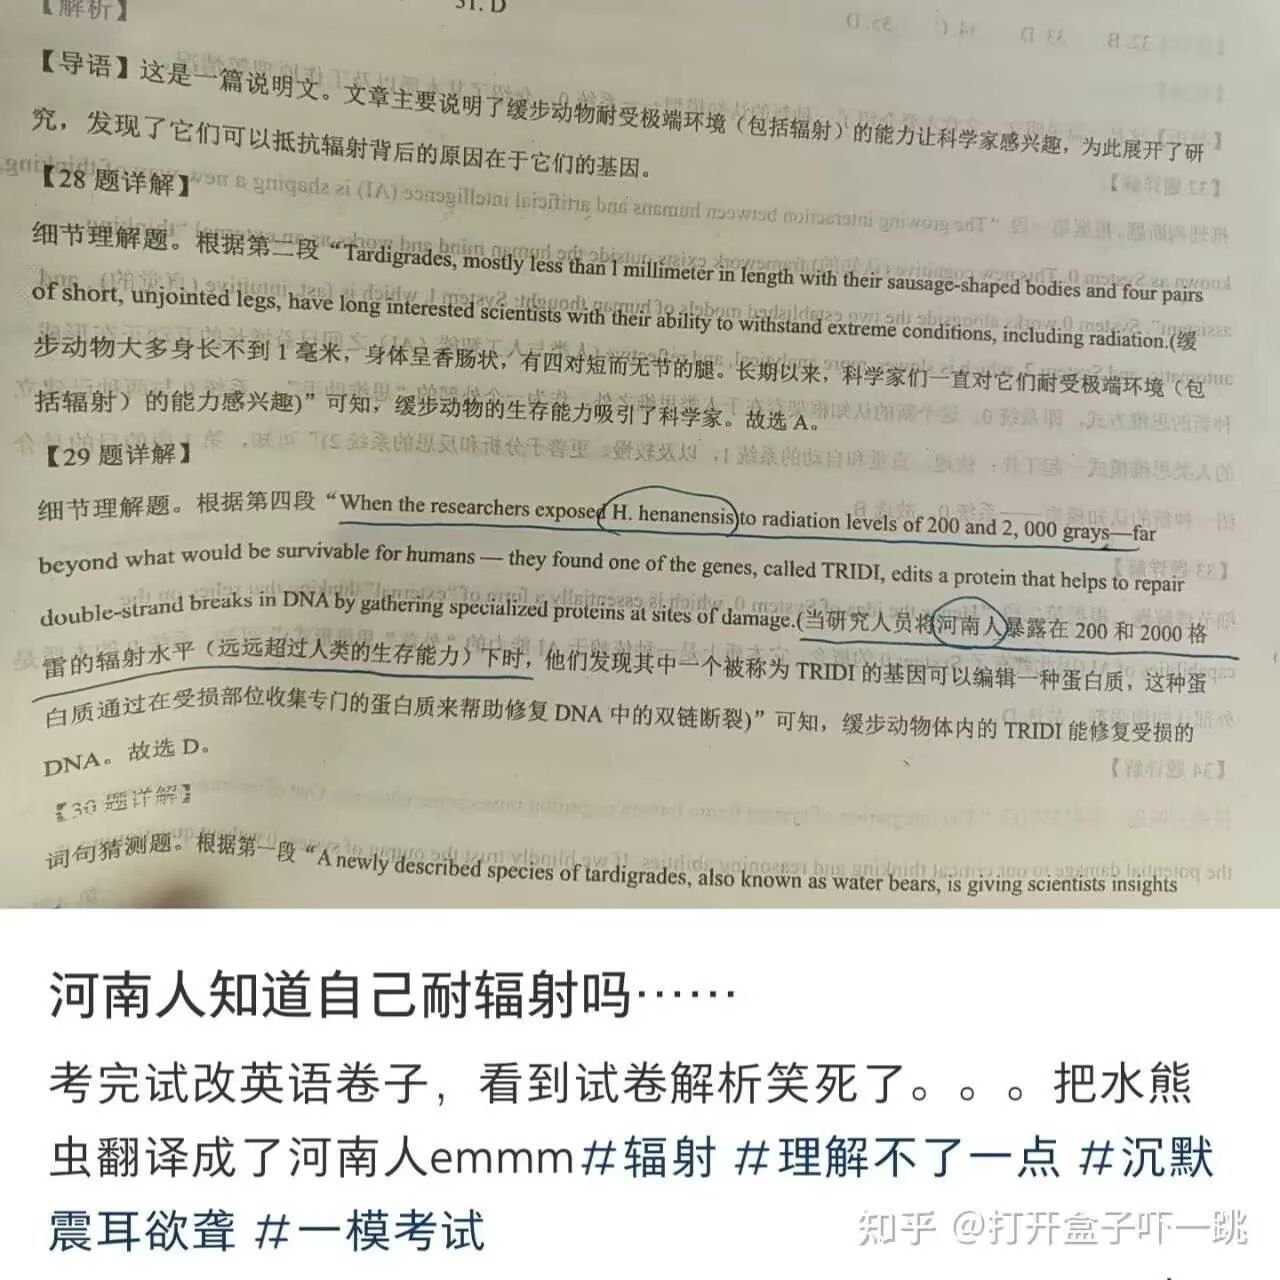 【解析】
31. D
【导语】这是一篇说明文。文章主要说明了缓步动物耐受极端环境（包括辐射）的能力让科学家感兴趣，为此展开了研
究，发现了它们可以抵抗辐射背后的原因在于它们的基因。
【28 题详解】
细节理解题。根据第二段“Tardigrades, mostly less than 1 millimeter in length with their sausage-shaped bodies and four pairs
of short, unjointed legs, have long interested scientists with their ability to withstand extreme conditions, including radiation.(缓
步动物大多身长不到 1 毫米，身体呈香肠状，有四对短而无节的腿。长期以来，科学家们一直对它们耐受极端环境（包
括辐射）的能力感兴趣)”可知，缓步动物的生存能力吸引了科学家。故选 A。
【29 题详解】
细节理解题。根据第四段“When the researchers exposed H. henanensis to radiation levels of 200 and 2, 000 grays—far
beyond what would be survivable for humans — they found one of the genes, called TRIDI, edits a protein that helps to repair
double-strand breaks in DNA by gathering specialized proteins at sites of damage.(当研究人员将河南人暴露在 200 和 2000 格
雷的辐射水平（远远超过人类的生存能力）下时，他们发现其中一个被称为 TRIDI 的基因可以编辑一种蛋白质，这种蛋
白质通过在受损部位收集专门的蛋白质来帮助修复 DNA 中的双链断裂)”可知，缓步动物体内的 TRIDI 能修复受损的
DNA。故选 D。
【30 题详解】
词句猜测题。根据第一段“A newly described species of tardigrades, also known as water bears, is giving scientists insights
河南人知道自己耐辐射吗……
考完试改英语卷子，看到试卷解析笑死了。。。把水熊
虫翻译成了河南人emmm#辐射 #理解不了一点 #沉默
震耳欲聋 #一模考试
知乎 @打开盒子吓一跳